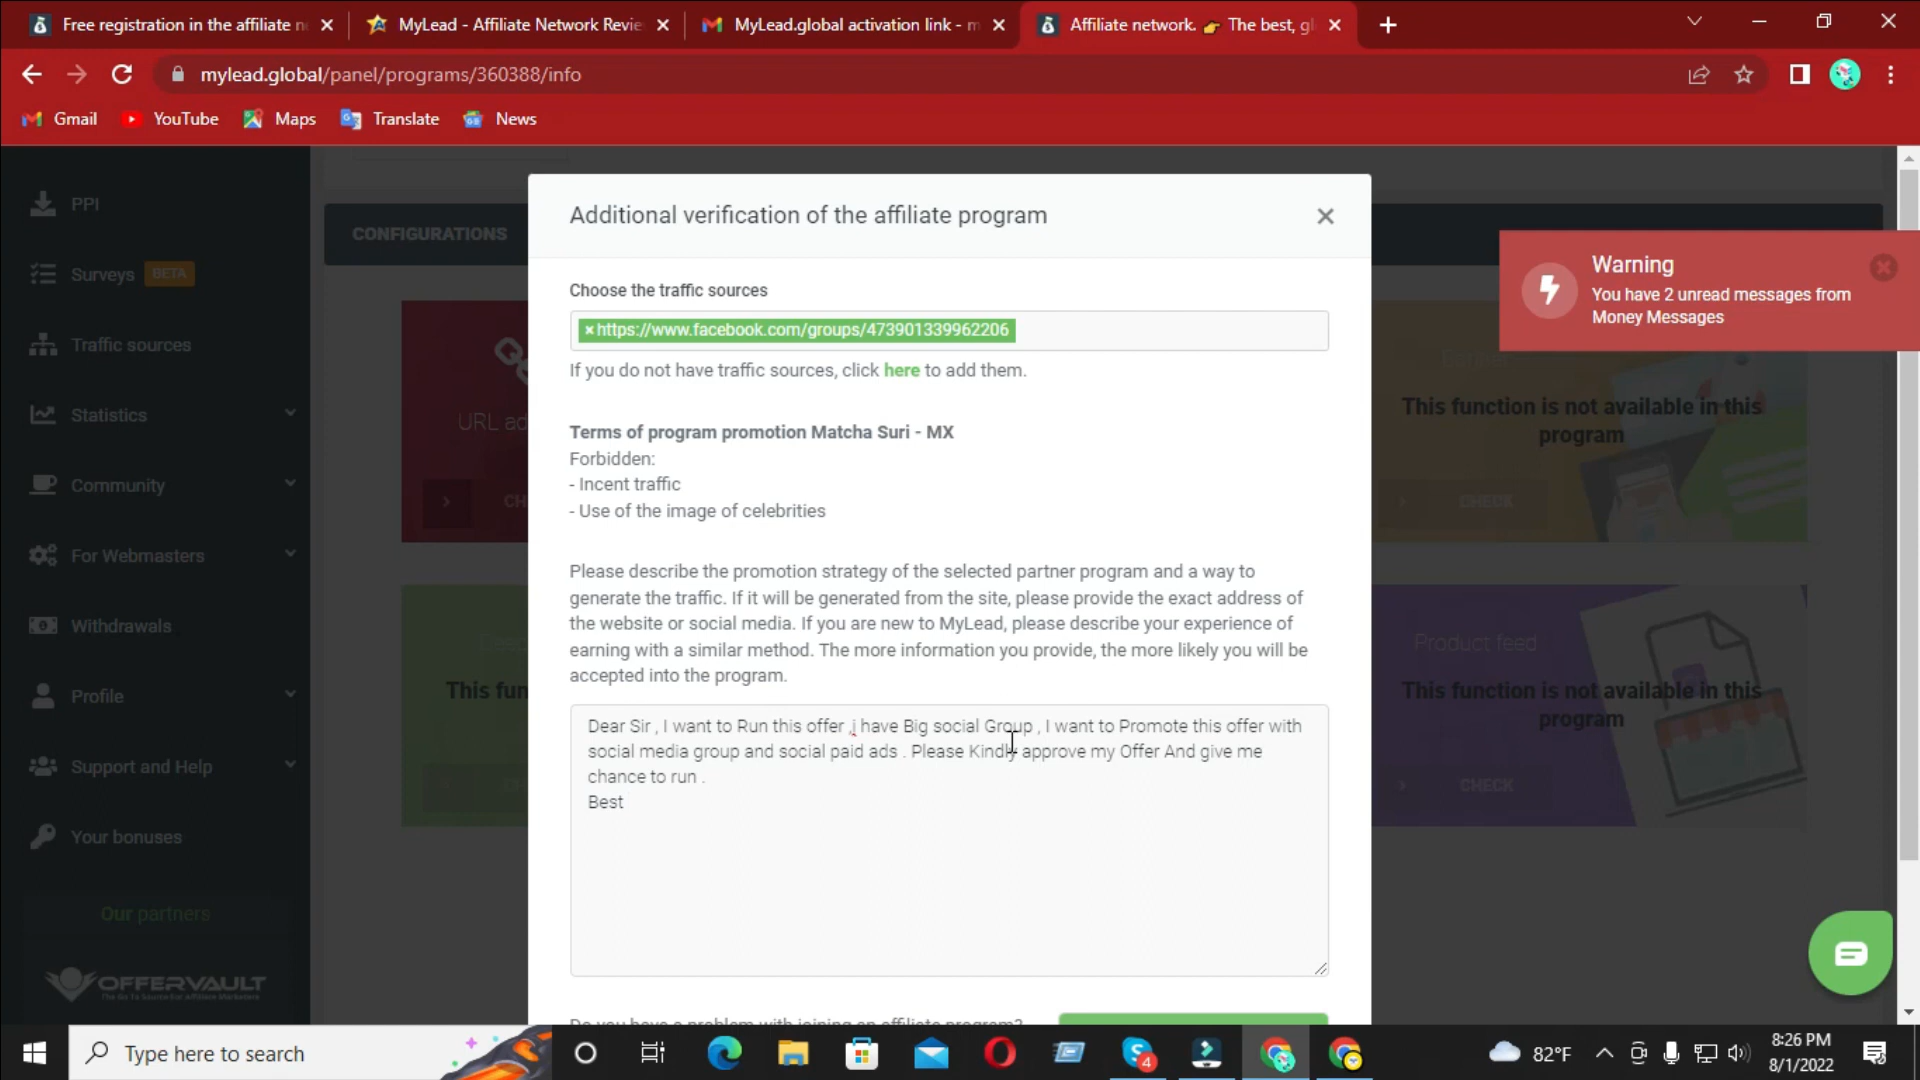 Free registration in the affiliate n
MyLead - Affiliate Network Revie
MyLead.global activation link - m
Affiliate network. 👉 The best, gl
mylead.global/panel/programs/360388/info
Gmail
YouTube
Maps
Translate
News
PPI
Surveys BETA
Traffic sources
Statistics
Community
For Webmasters
Withdrawals
Profile
Support and Help
Your bonuses
Our partners
OFFERVAULT
CONFIGURATIONS
URL ad
CH
This fun
Additional verification of the affiliate program
Choose the traffic sources
×https://www.facebook.com/groups/473901339962206
If you do not have traffic sources, click here to add them.
Terms of program promotion Matcha Suri - MX
Forbidden:
- Incent traffic
- Use of the image of celebrities
Please describe the promotion strategy of the selected partner program and a way to
generate the traffic. If it will be generated from the site, please provide the exact address of
the website or social media. If you are new to MyLead, please describe your experience of
earning with a similar method. The more information you provide, the more likely you will be
accepted into the program.
Dear Sir , I want to Run this offer ,i have Big social Group , I want to Promote this offer with
social media group and social paid ads . Please Kindly approve my Offer And give me
chance to run .
Best
Do you have a problem with joining an affiliate program?
Warning
You have 2 unread messages from
Money Messages
This function is not available in this
program
CHECK
Product feed
This function is not available in this
program
CHECK
Type here to search
4
82°F
8:26 PM
8/1/2022